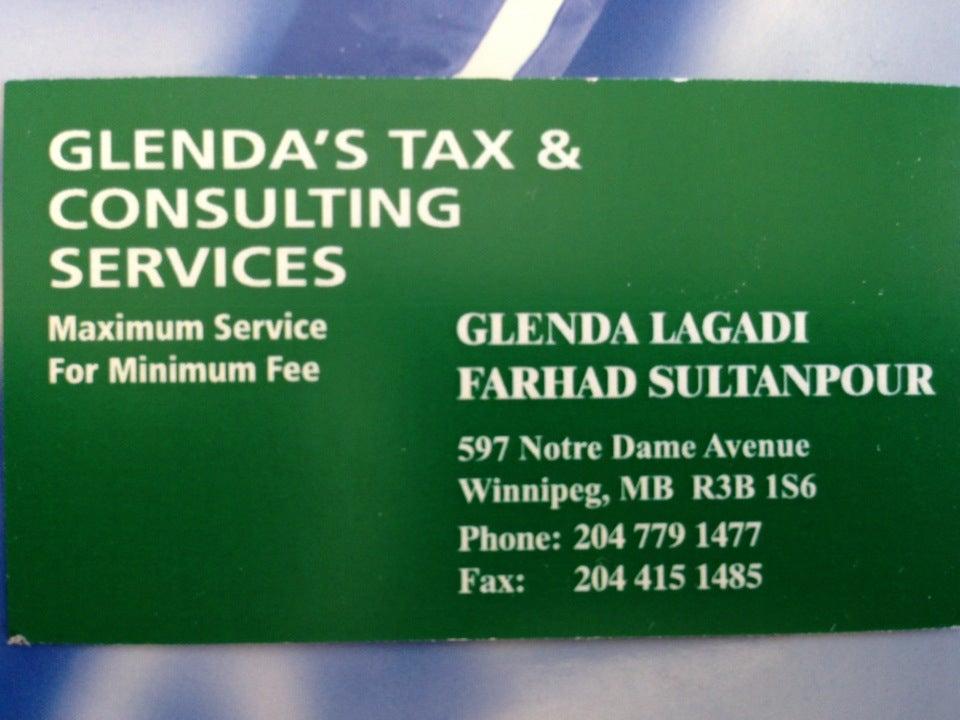 GLENDA'S TAX &
CONSULTING
SERVICES
Maximum Service
For Minimum Fee
GLENDA LAGADI
FARHAD SULTANPOUR
597 Notre Dame Avenue
Winnipeg, MB R3B 1S6
Phone: 204 779 1477
Fax: 204 415 1485